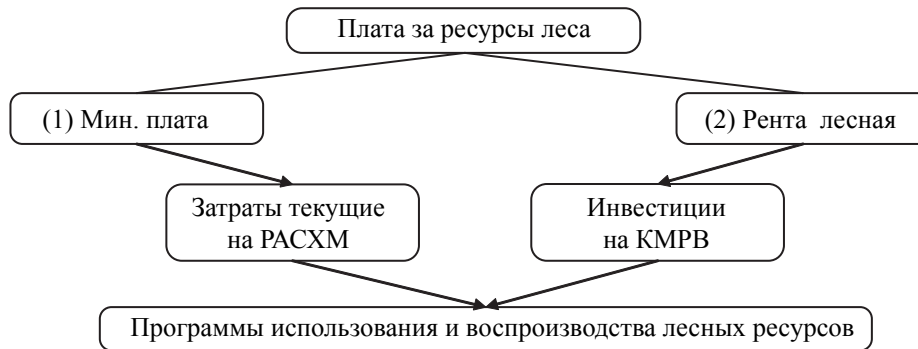 Плата за ресурсы леса
(1) Мин. плата
(2) Рента лесная
Затраты текущие
на РАСХМ
Инвестиции
на КМРВ
Программы использования и воспроизводства лесных ресурсов